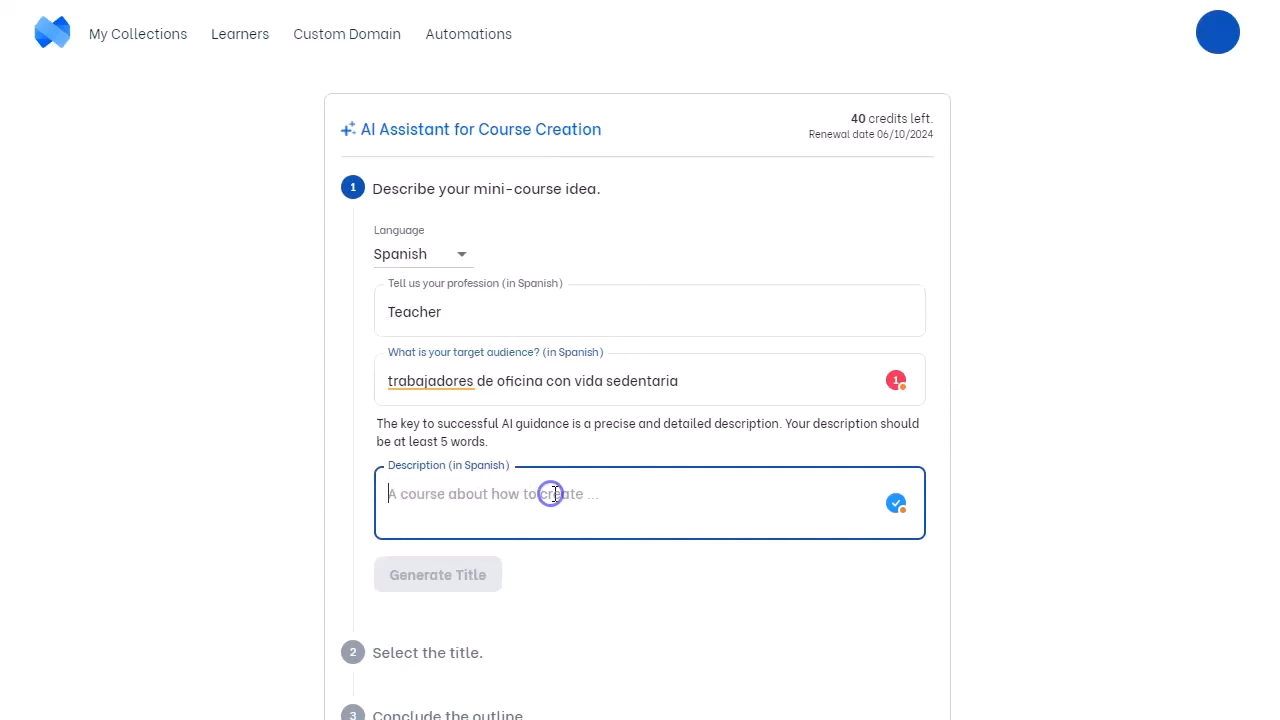 My Collections Learners Custom Domain Automations
AI Assistant for Course Creation
40 credits left.
Renewal date 06/10/2024
1 Describe your mini-course idea.
Language
Spanish
Tell us your profession (in Spanish)
Teacher
What is your target audience? (in Spanish)
trabajadores de oficina con vida sedentaria
1
The key to successful AI guidance is a precise and detailed description. Your description should
be at least 5 words.
Description (in Spanish)
A course about how to create ...
Generate Title
2 Select the title.
3 Conclude the outline